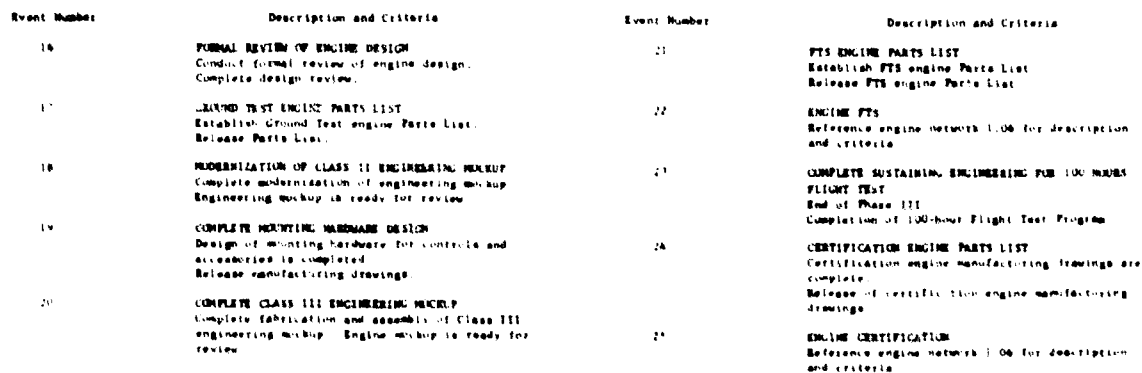 Event Number Description and Criteria
16 FORMAL REVIEW OF ENGINE DESIGN
Conduct formal review of engine design.
Complete design review.
17 GROUND TEST ENGINE PARTS LIST
Establish Ground Test engine Parts List.
Release Parts List.
18 MODERNIZATION OF CLASS II ENGINEERING MOCKUP
Complete modernization of engineering mockup
Engineering mockup is ready for review
19 COMPLETE MOUNTING HARDWARE DESIGN
Design of mounting hardware for controls and
accessories is completed
Release manufacturing drawings.
20 COMPLETE CLASS III ENGINEERING MOCKUP
Complete fabrication and assembly of Class III
engineering mockup Engine mockup is ready for
review
Event Number Description and Criteria
21 FTS ENGINE PARTS LIST
Establish FTS engine Parts List
Release FTS engine Parts List
22 ENGINE FTS
Reference engine network 1.06 for description
and criteria
23 COMPLETE SUSTAINING ENGINEERING FOR 100 HOURS
FLIGHT TEST
End of Phase III
Completion of 100-hour Flight Test Program
24 CERTIFICATION ENGINE PARTS LIST
Certification engine manufacturing drawings are
complete.
Release of certification engine manufacturing
drawings
25 ENGINE CERTIFICATION
Reference engine network 1.06 for description
and criteria